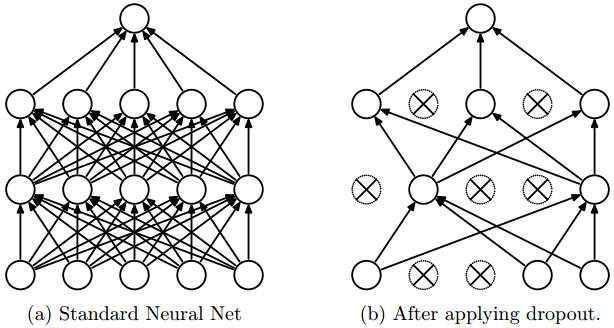 (a) Standard Neural Net
(b) After applying dropout.